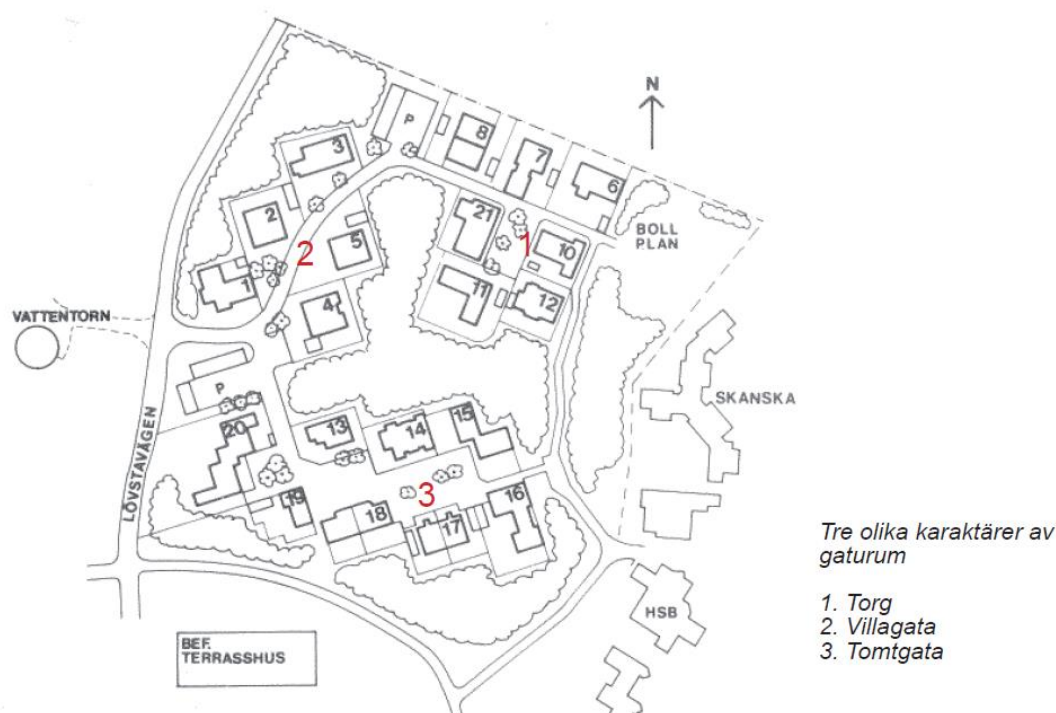 N
P
8
7
6
3
21
BOLL
PLAN
2
5
2
1
10
1
11
12
4
VATTENTORN
P
SKANSKA
LÖVSTAVÄGEN
20
13
14
15
3
16
19
18
17
HSB
BEF.
TERRASSHUS
Tre olika karaktärer av
gaturum
1. Torg
2. Villagata
3. Tomtgata